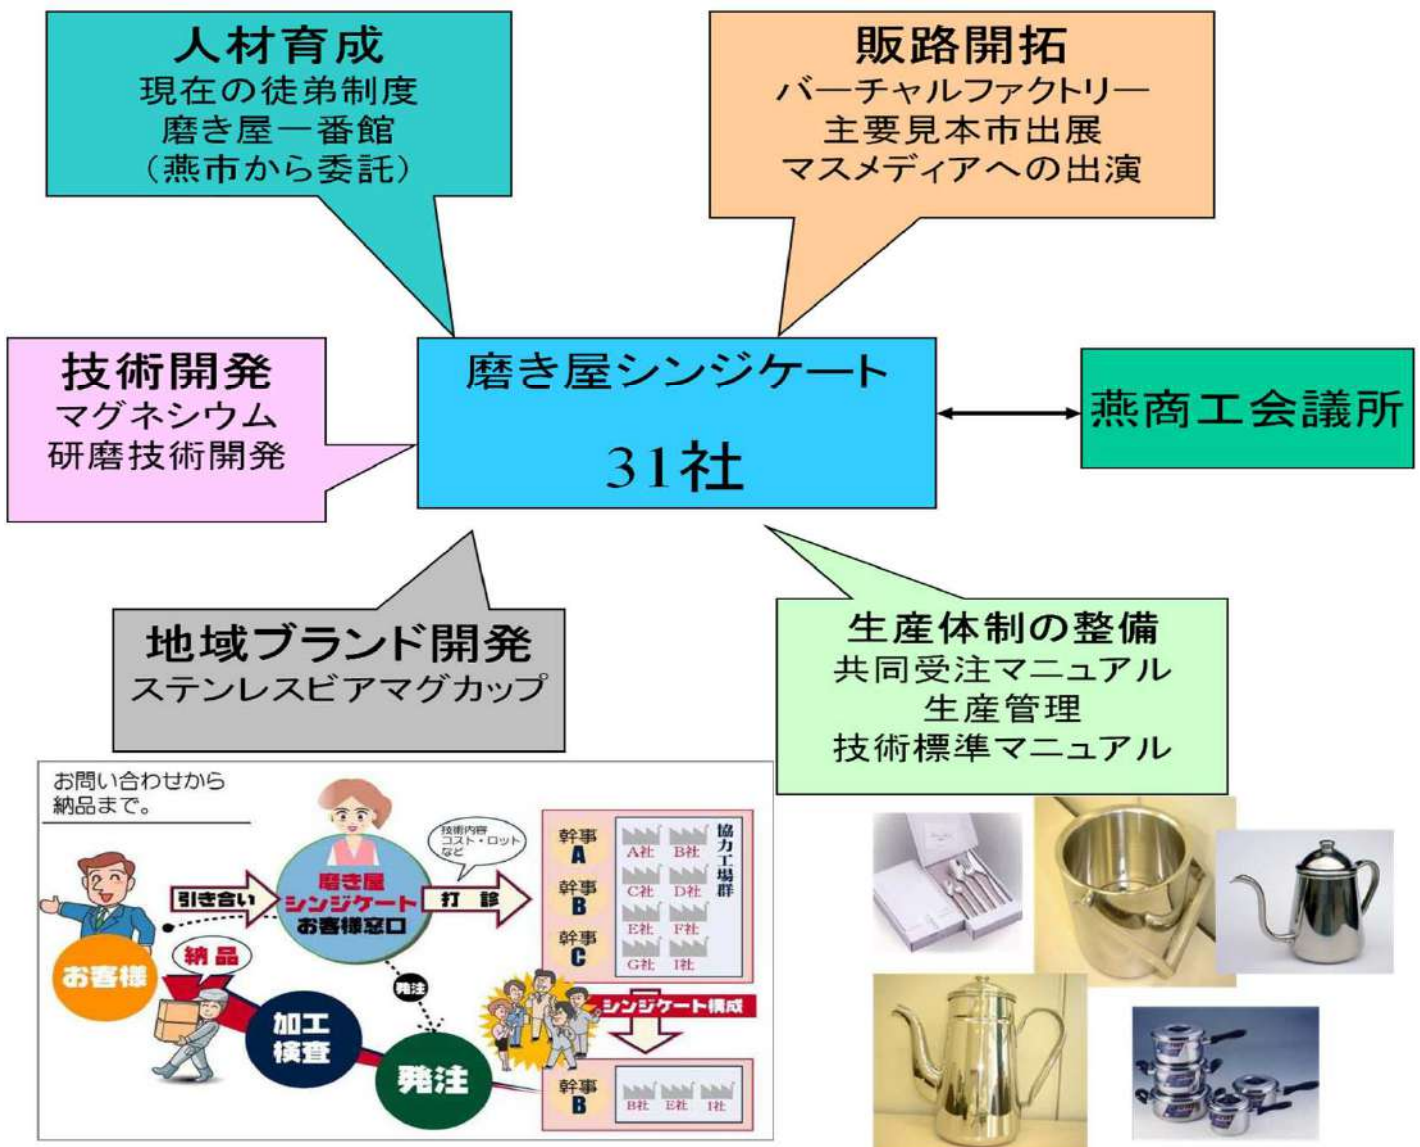 人材育成
現在の徒弟制度
磨き屋一番館
(燕市から委託)
販路開拓
バーチャルファクトリー
主要見本市出展
マスメディアへの出演
技術開発
マグネシウム
研磨技術開発
磨き屋シンジケート
31社
燕商工会議所
地域ブランド開発
ステンレスビアマグカップ
生産体制の整備
共同受注マニュアル
生産管理
技術標準マニュアル
お問い合わせから
納品まで。
お客様
引き合い
磨き屋
シンジケート
お客様窓口
技術内容
コスト・ロット
など
打診
幹事
A
幹事
B
幹事
C
A社 B社
C社 D社
E社 F社
G社 I社
協力工場群
シンジケート構成
幹事
B
B社 E社 I社
発注
発注
加工
検査
納品